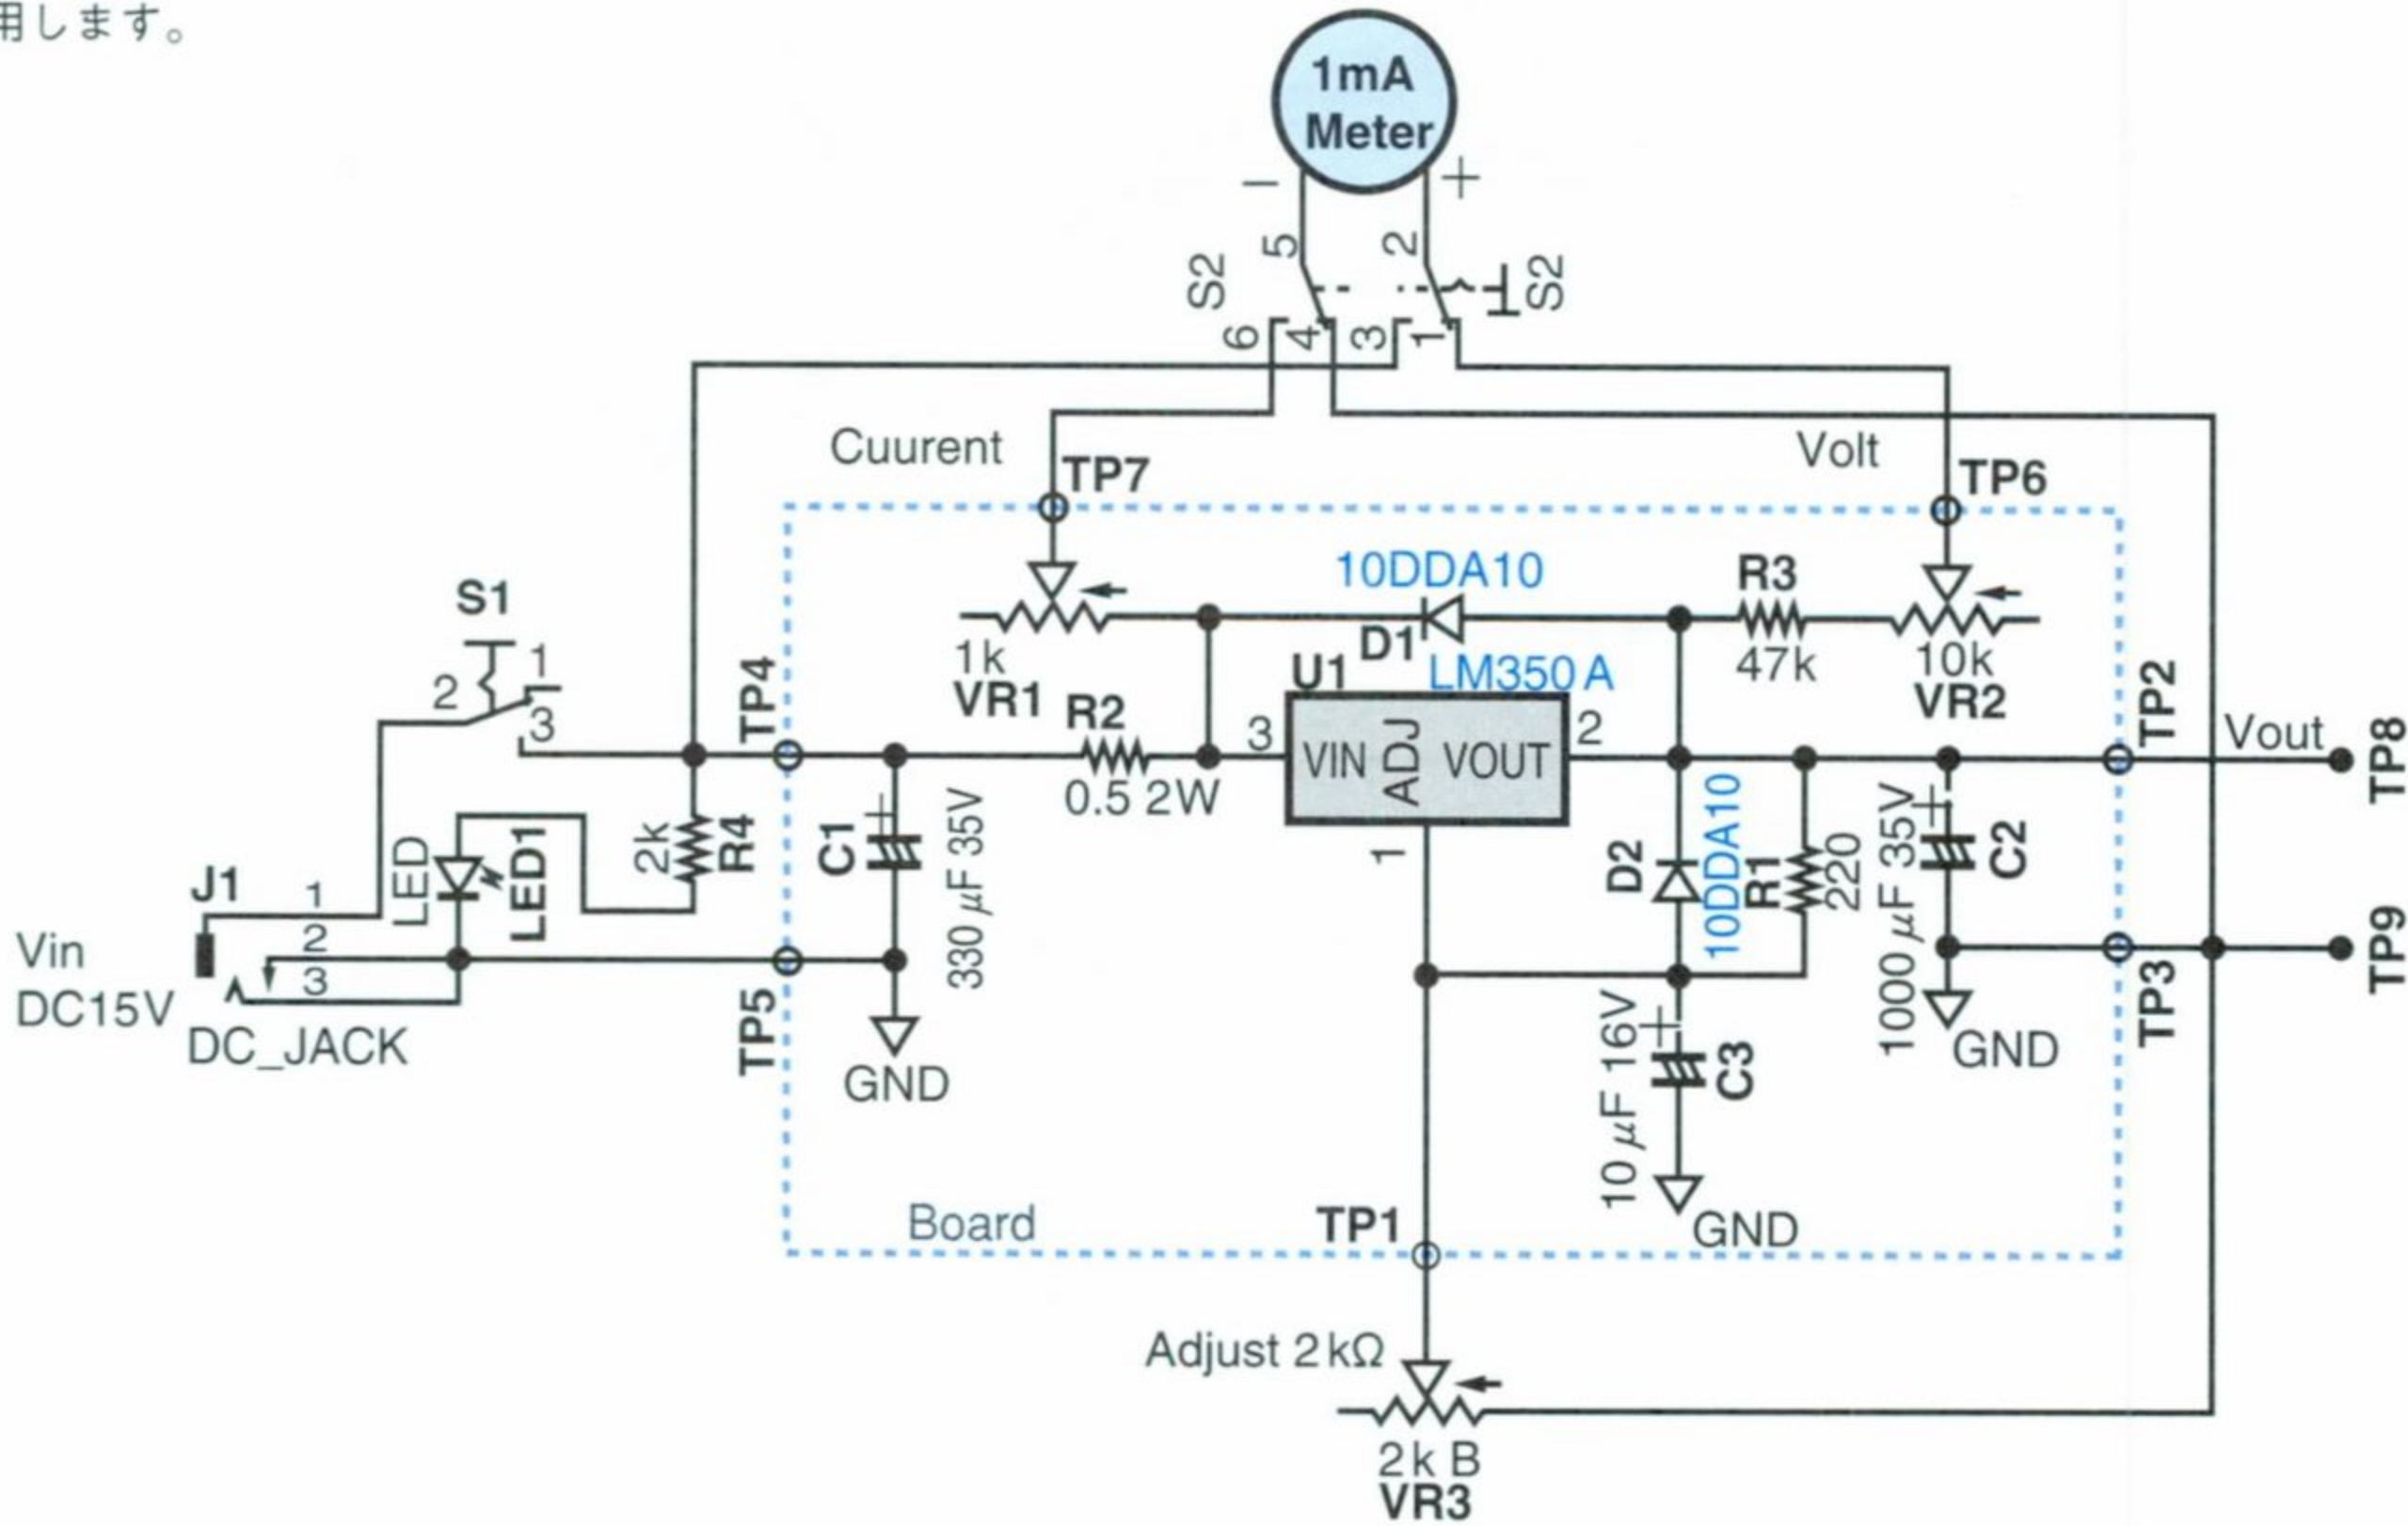 用します。
1mA
Meter
−
+
5
2
S2
S2
6
4
3
1
Cuurent
Volt
TP7
TP6
10DDA10
R3
S1
D1
47k
10k
VR2
1k
VR1
U1
LM350A
TP4
TP2
1
2
3
R2
0.5 2W
3
VIN
ADJ
VOUT
2
1
Vout
TP8
2k
R4
C1
+
330 μF 35V
D2
10DDA10
R1
220
1000 μF 35V
+
C2
LED
LED1
J1
1
2
3
Vin
DC15V
DC_JACK
TP5
GND
TP3
TP9
GND
10 μF 16V
+
C3
GND
Board
TP1
Adjust 2kΩ
2k B
VR3